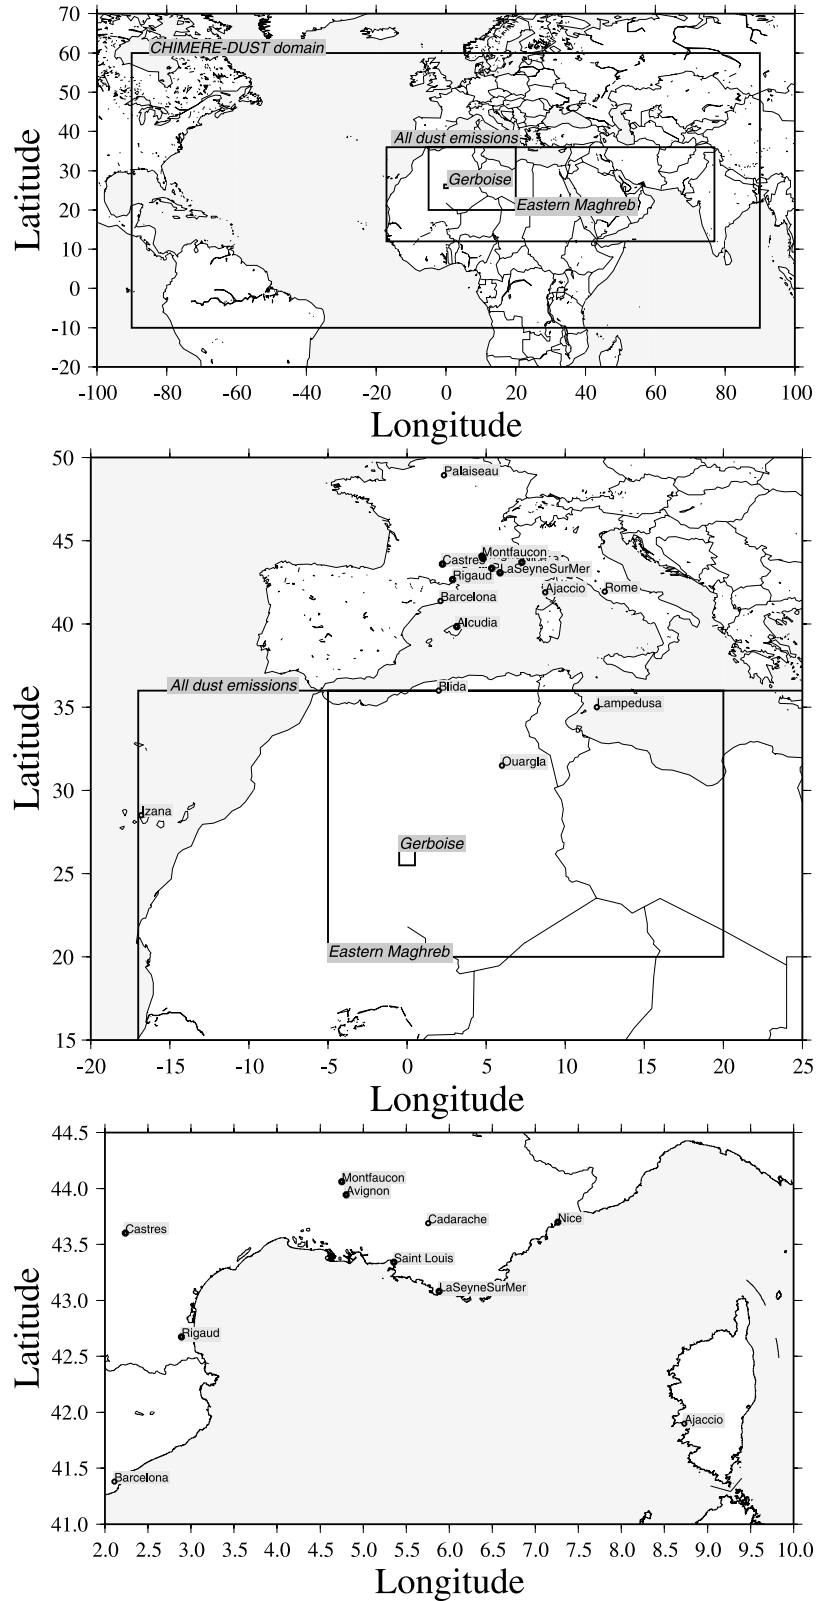 70
60
50
40
30
20
10
0
-10
-20
Latitude
CHIMERE-DUST domain
All dust emissions
Gerboise
Eastern Maghreb
-100 -80 -60 -40 -20 0 20 40 60 80 100
Longitude
50
45
40
35
30
25
20
15
Latitude
Palaiseau
Montfaucon
Castres
LaSeyneSurMer
Rigaud
Barcelona
Ajaccio
Rome
Alcudia
All dust emissions
Blida
Lampedusa
Ouargla
Izana
Gerboise
Eastern Maghreb
-20 -15 -10 -5 0 5 10 15 20 25
Longitude
44.5
44.0
43.5
43.0
42.5
42.0
41.5
41.0
Latitude
Montfaucon
Avignon
Castres
Cadarache
Nice
Saint Louis
LaSeyneSurMer
Rigaud
Ajaccio
Barcelona
2.0 2.5 3.0 3.5 4.0 4.5 5.0 5.5 6.0 6.5 7.0 7.5 8.0 8.5 9.0 9.5 10.0
Longitude